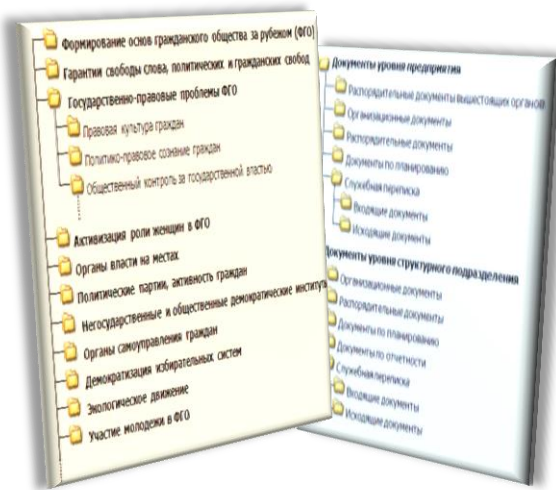 Формирование основ гражданского общества за рубежом (ФГО)
Гарантии свободы слова, политических и гражданских свобод
Государственно-правовые проблемы ФГО
Правовая культура граждан
Политико-правовое сознание граждан
Общественный контроль за государственной властью
Активизация роли женщин в ФГО
Органы власти на местах
Политические партии, активность граждан
Негосударственные и общественные демократические институт
Органы самоуправления граждан
Демократизация избирательных систем
Экологическое движение
Участие молодежи в ФГО
Документы уровня предприятия
Распорядительные документы вышестоящих органов
Организационные документы
Распорядительные документы
Документы по планированию
Служебная переписка
Входящие документы
Исходящие документы
Документы уровня структурного подразделения
Организационные документы
Распорядительные документы
Документы по планированию
Документы по отчетности
Служебная переписка
Входящие документы
Исходящие документы